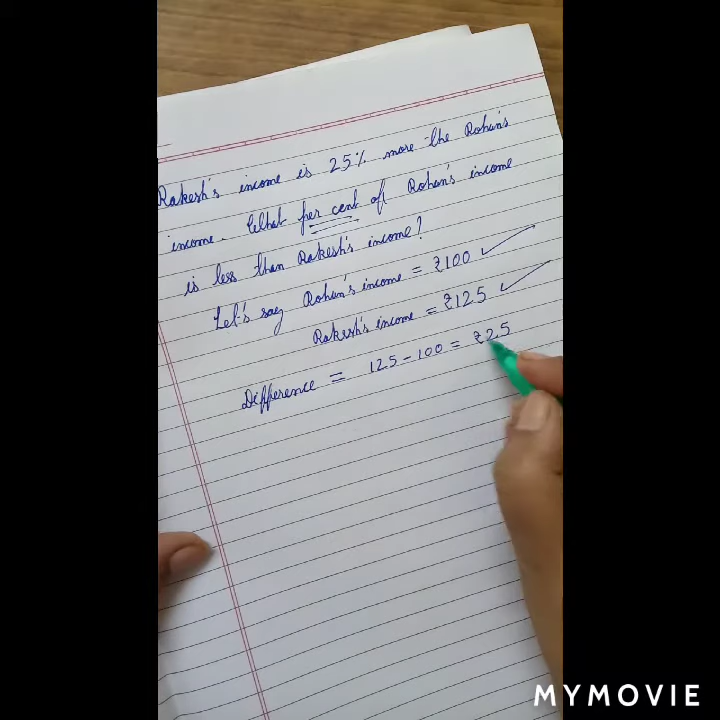 Rakesh's income is 25% more the Rohan's
income. What per cent of Rohan's income
is less than Rakesh's income?
Let's say Rohan's income = ₹100
Rakesh's income = ₹125
Difference = 125-100 = ₹25
MYMOVIE